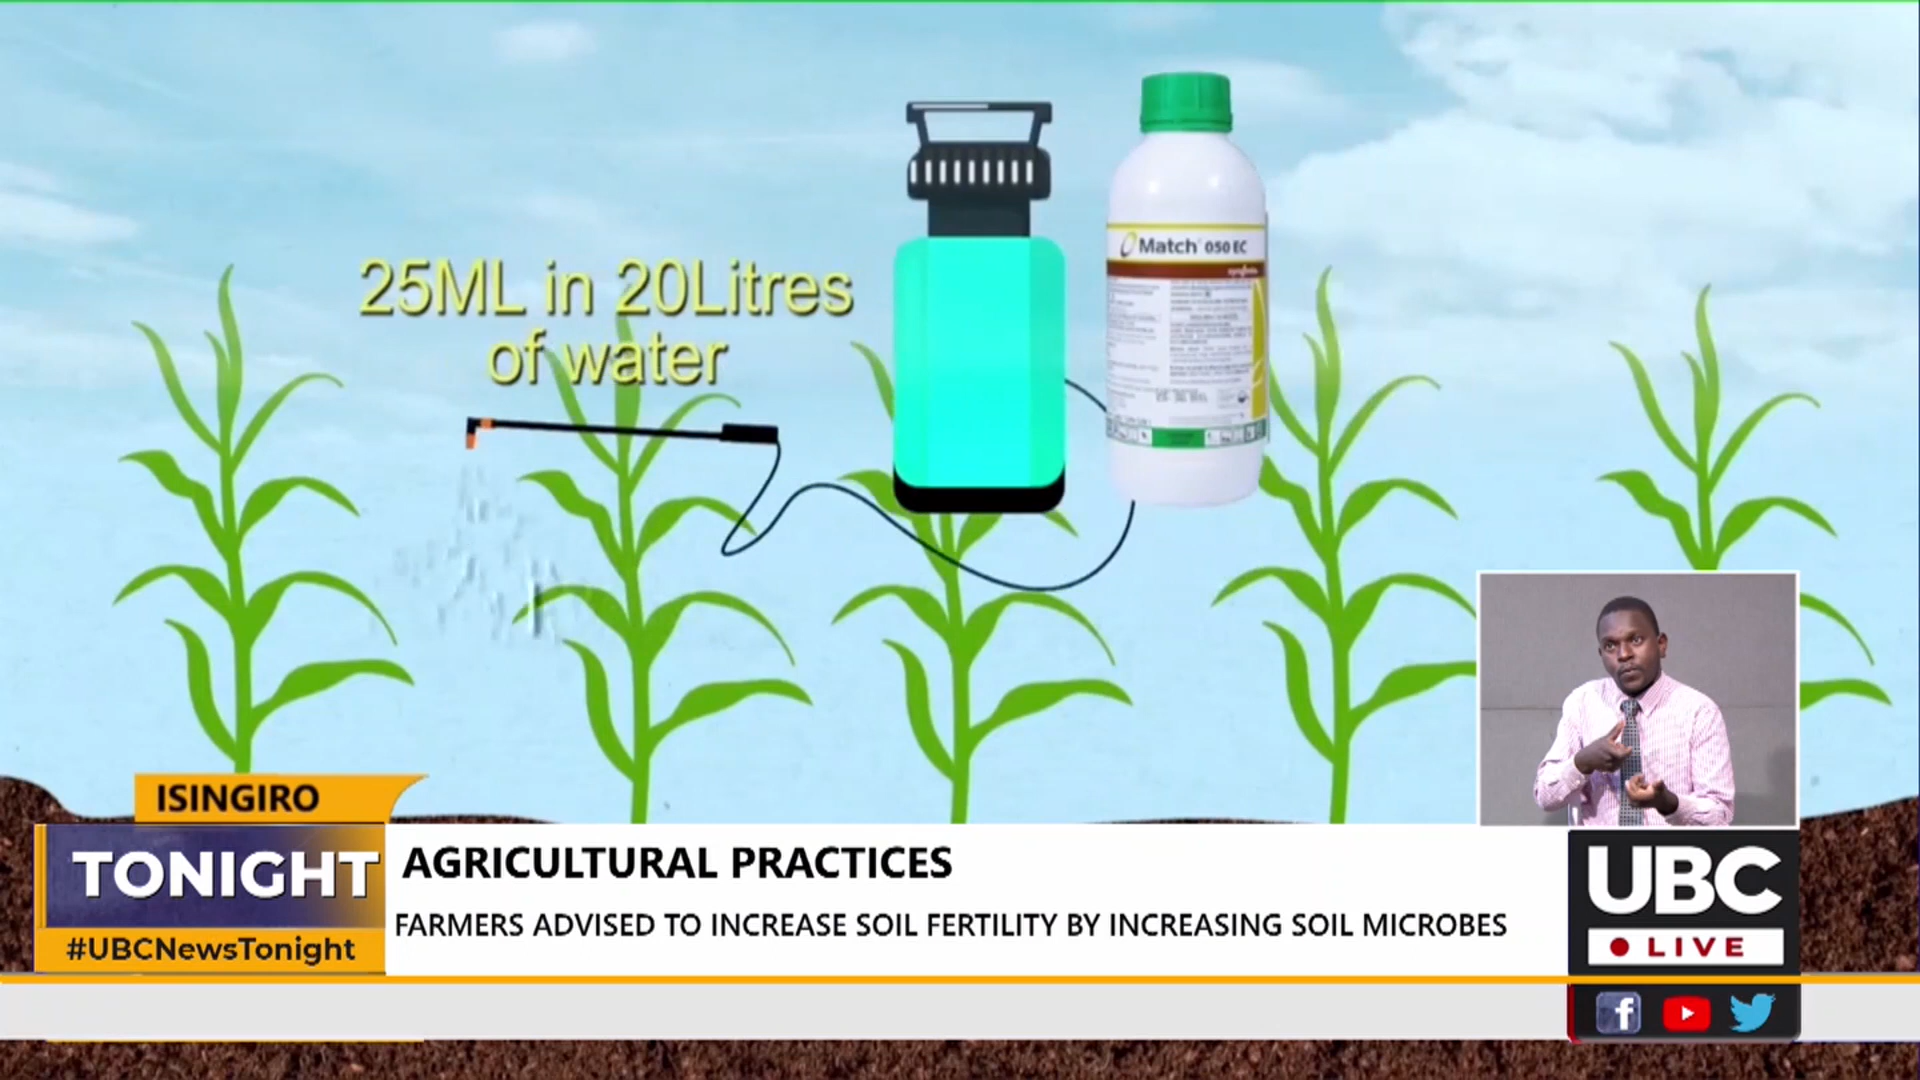 25ML in 20Litres
of water
Match 050 EC
syngenta
ISINGIRO
TONIGHT
#UBCNewsTonight
AGRICULTURAL PRACTICES
FARMERS ADVISED TO INCREASE SOIL FERTILITY BY INCREASING SOIL MICROBES
UBC
LIVE